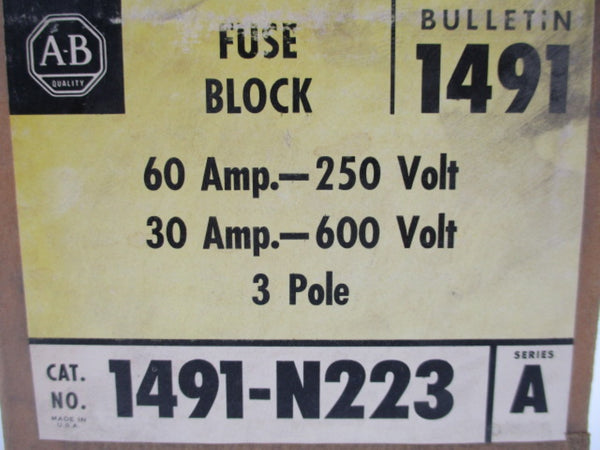 A-B
QUALITY
FUSE
BLOCK
BULLETIN
1491
60 Amp.—250 Volt
30 Amp.—600 Volt
3 Pole
CAT.
NO.
MADE IN
U.S.A.
1491-N223
SERIES
A